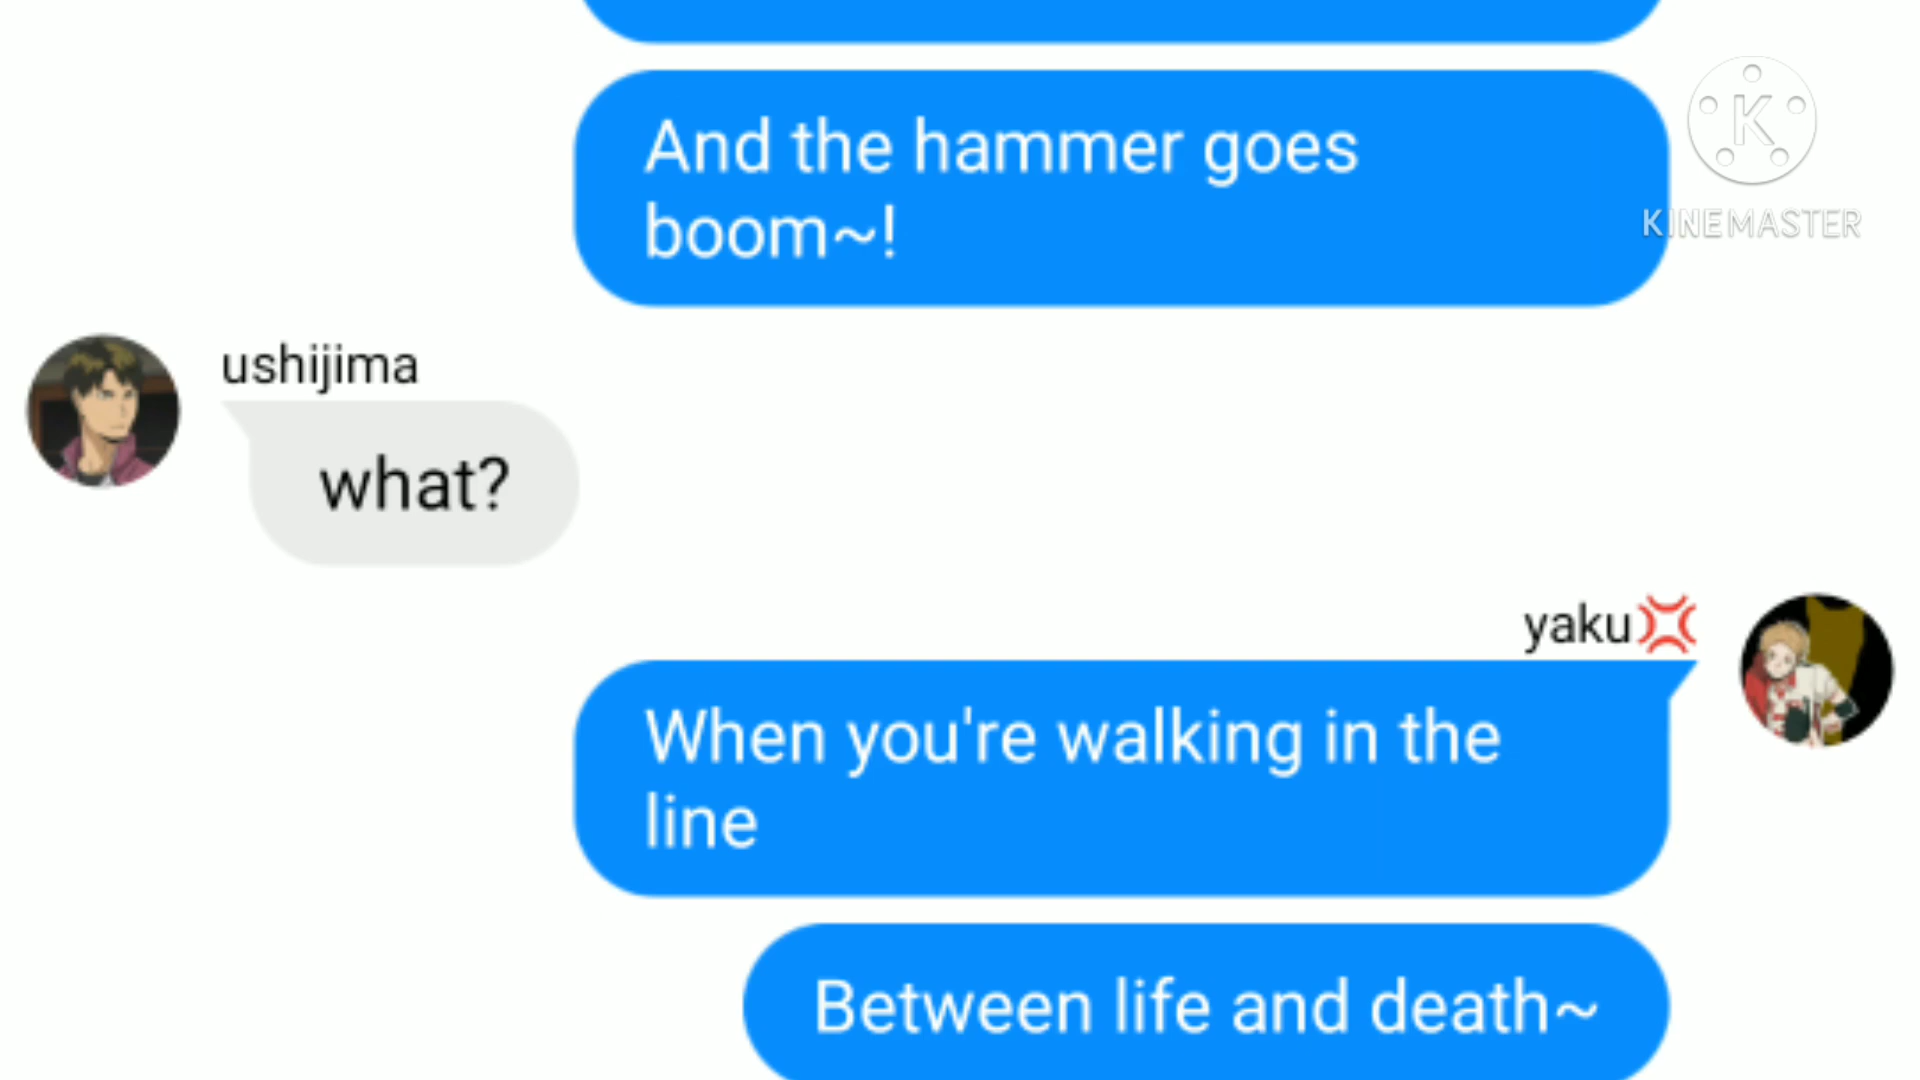 And the hammer goes
boom~!
K
KINEMASTER
ushijima
what?
yaku💢
When you're walking in the
line
Between life and death~